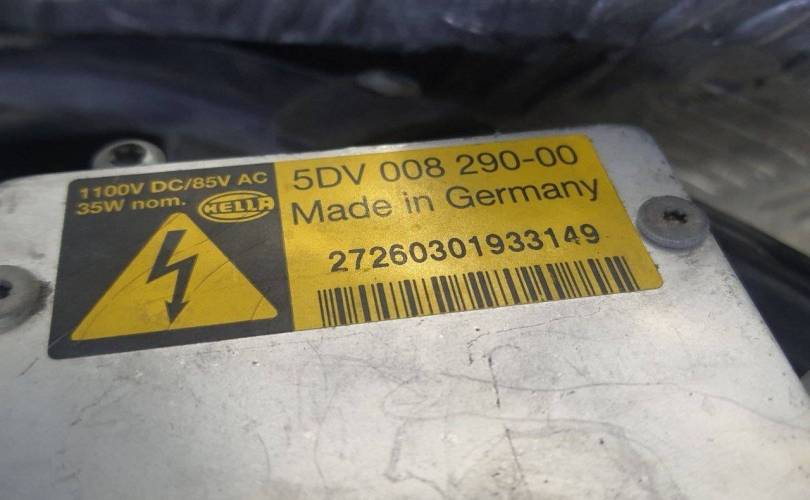 1100V DC/85V AC
35W nom. HELLA
5DV 008 290-00
Made in Germany
27260301933149